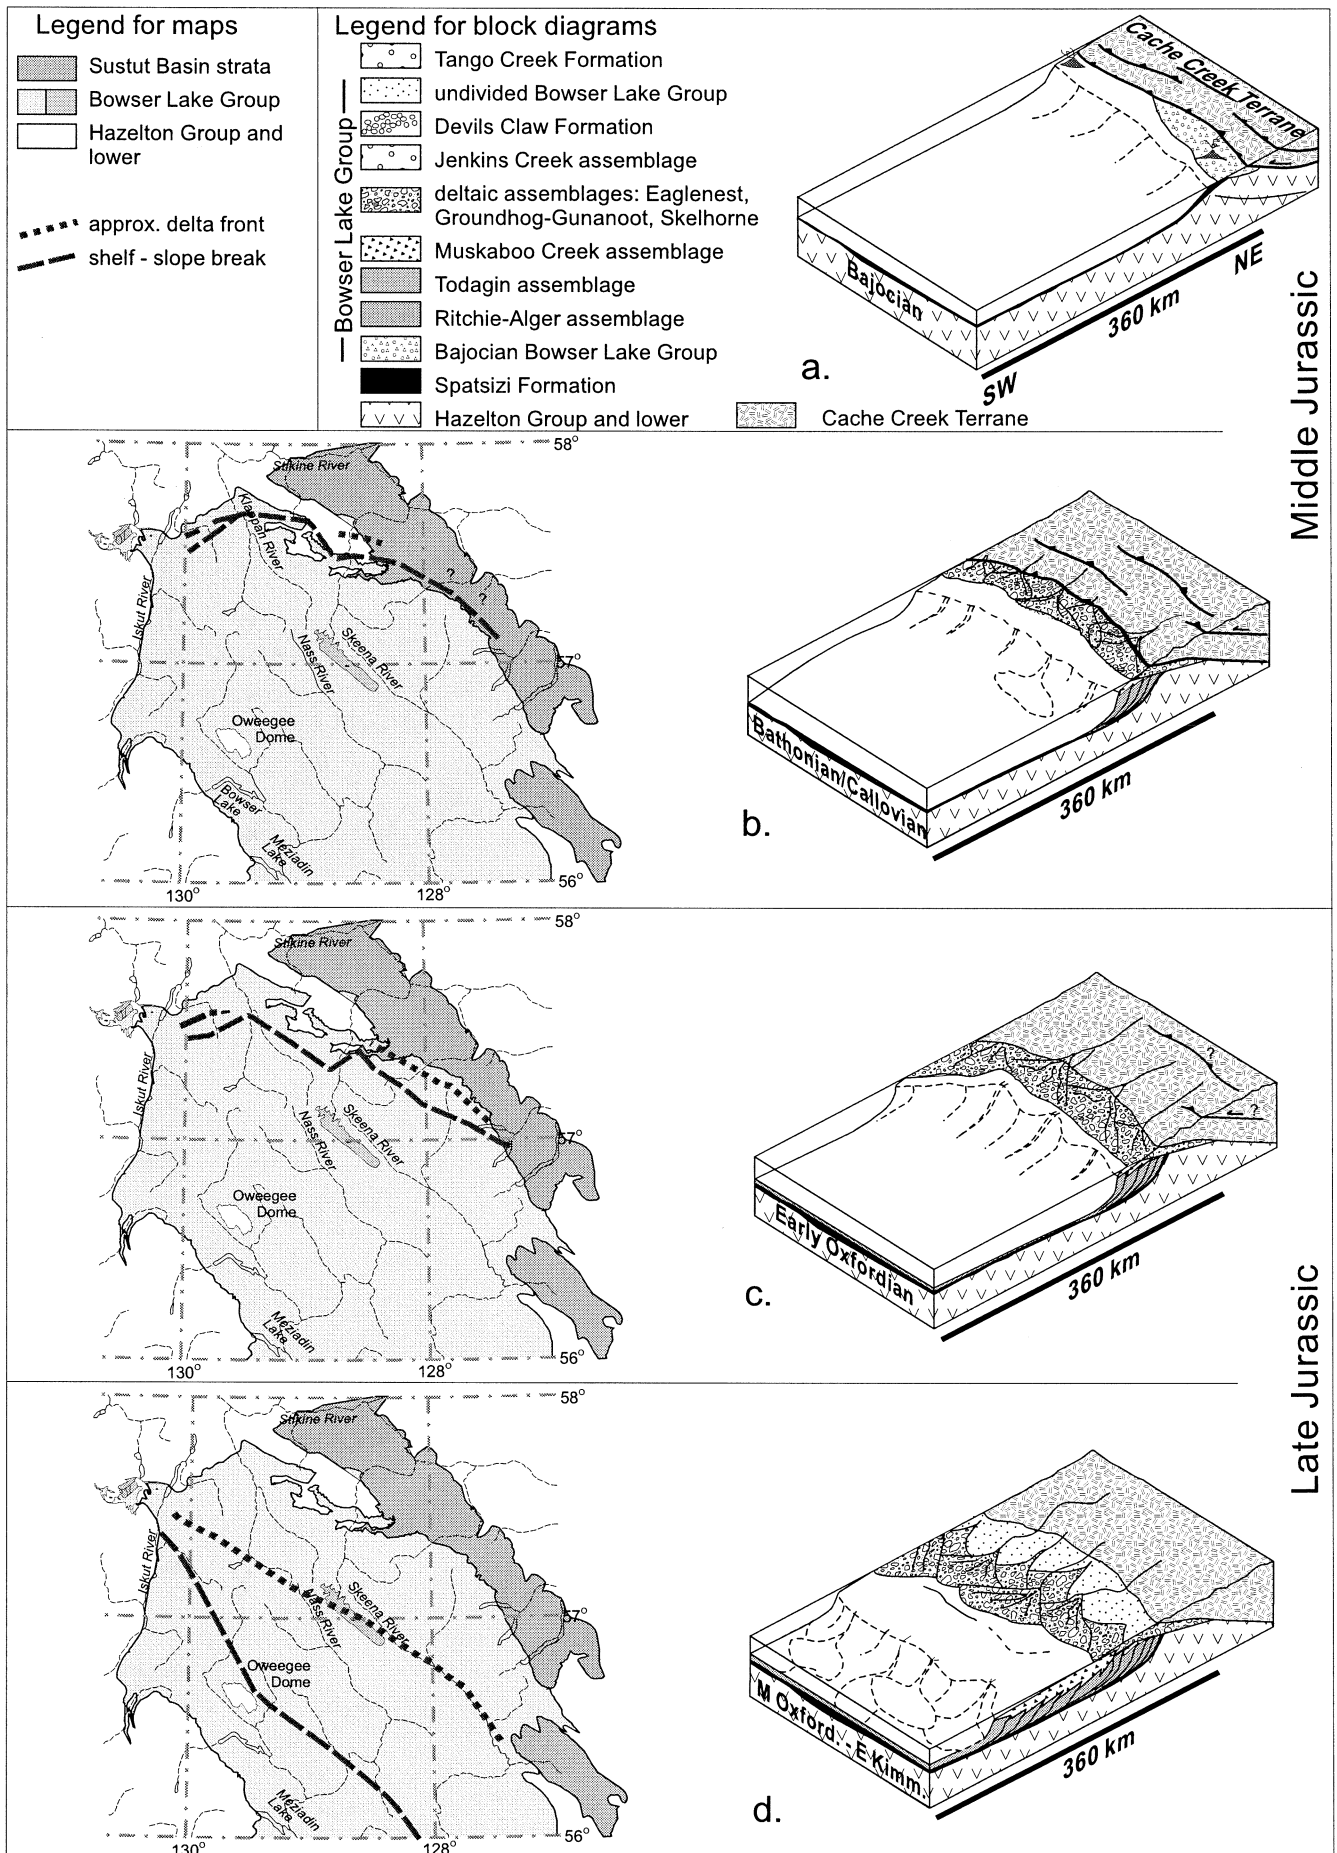 Legend for maps
Sustut Basin strata
Bowser Lake Group
Hazelton Group and
lower
approx. delta front
shelf - slope break
Legend for block diagrams
Bowser Lake Group
Tango Creek Formation
undivided Bowser Lake Group
Devils Claw Formation
Jenkins Creek assemblage
deltaic assemblages: Eaglenest,
Groundhog-Gunanoot, Skelhorne
Muskaboo Creek assemblage
Todagin assemblage
Ritchie-Alger assemblage
Bajocian Bowser Lake Group
Spatsizi Formation
Hazelton Group and lower
Cache Creek Terrane
Cache Creek Terrane
Bajocian
360 km
NE
SW
a.
Middle Jurassic
58°
Stikine River
Klappan River
Iskut River
?
?
Skeena River
Nass River
57°
Oweegee
Dome
Bowser
Lake
Meziadin
Lake
56°
130°
128°
Bathonian/Callovian
360 km
b.
58°
Stikine River
Iskut River
Skeena River
Nass River
57°
Oweegee
Dome
Meziadin
Lake
56°
130°
128°
?
?
Early Oxfordian
360 km
c.
Late Jurassic
58°
Stikine River
Iskut River
Skeena River
Nass River
57°
Oweegee
Dome
Meziadin
Lake
56°
130°
128°
M Oxford. - E Kimm.
360 km
d.